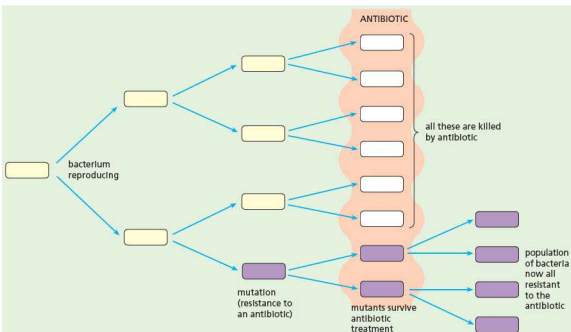 ANTIBIOTIC
all these are killed
by antibiotic
bacterium
reproducing
mutation
(resistance to
an antibiotic)
mutants survive
antibiotic
treatment
population
of bacteria
now all
resistant
to the
antibiotic